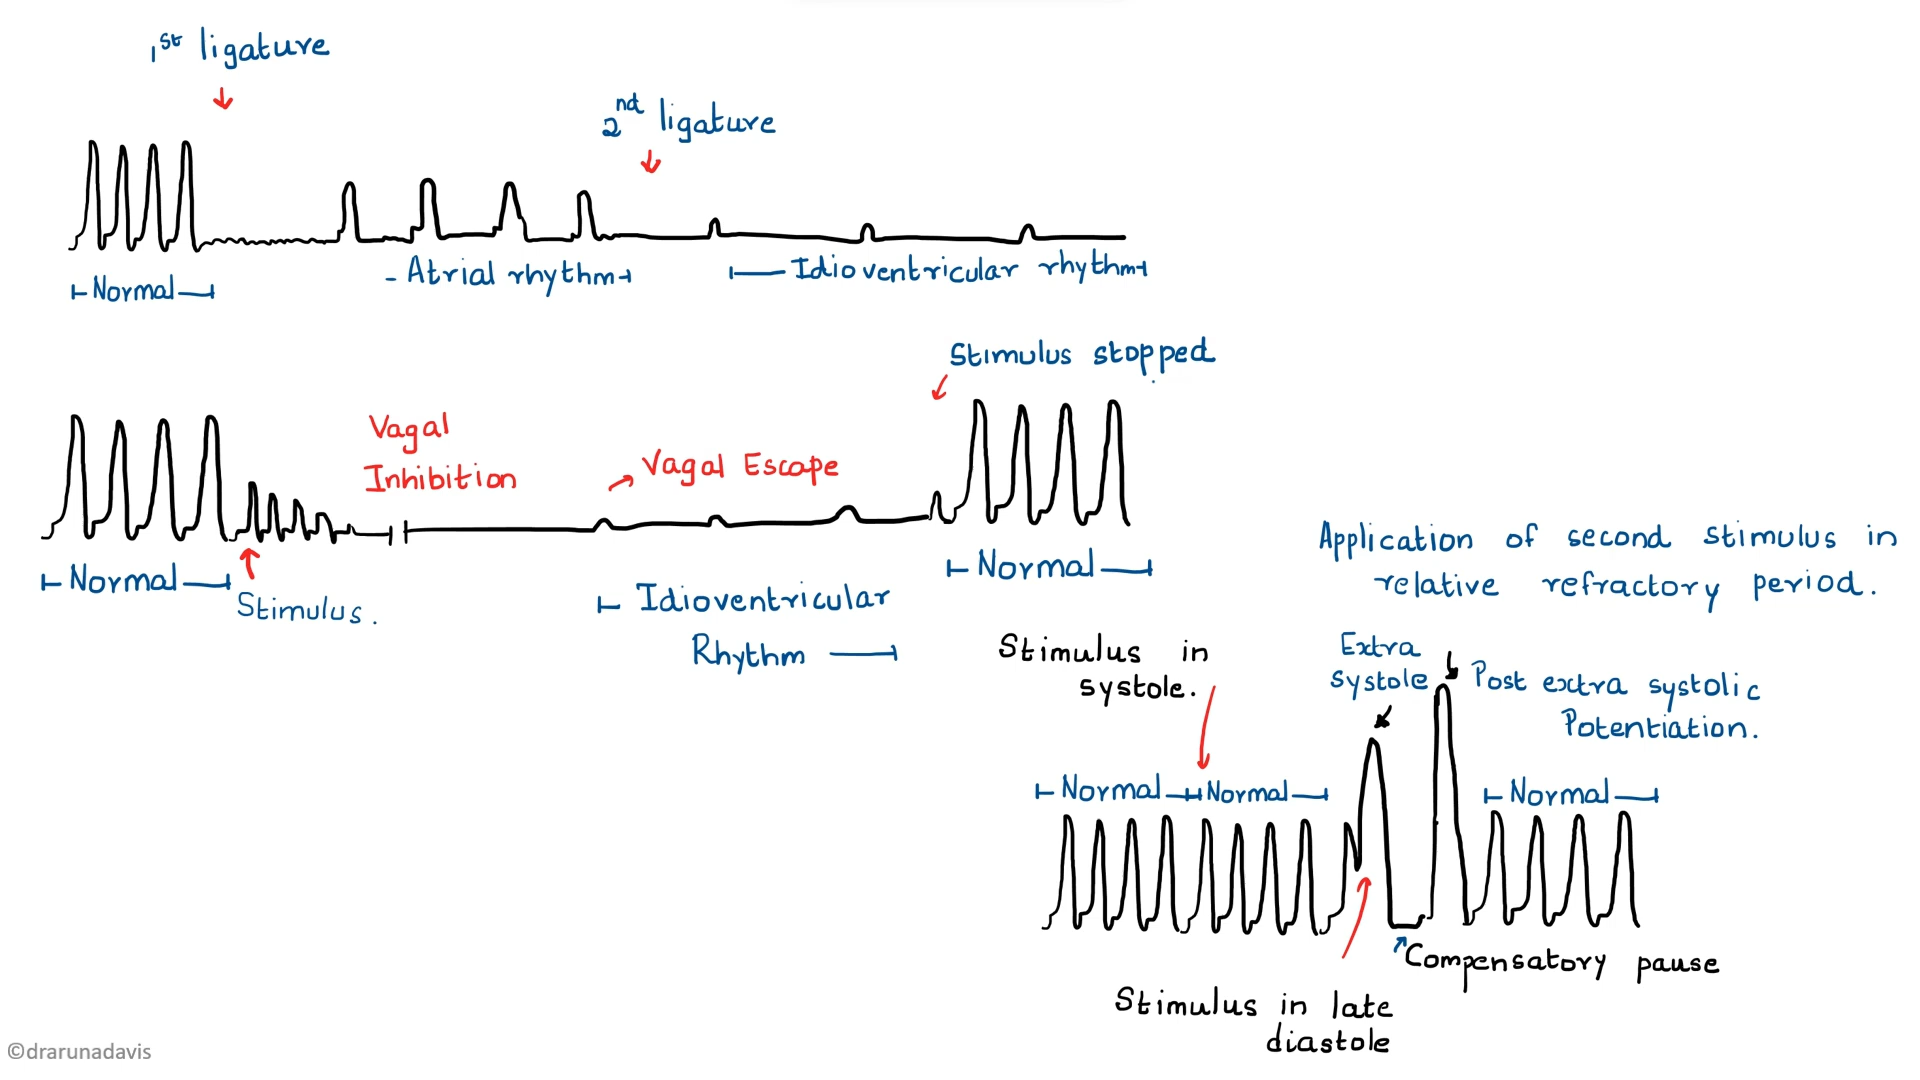 1st ligature
2nd ligature
Normal
Atrial rhythm
Idioventricular rhythm
Stimulus stopped
Vagal
Inhibition
Vagal Escape
Normal
Stimulus.
Idioventricular
Rhythm
Normal
Application of second stimulus in
relative refractory period.
Stimulus in
systole.
Extra
systole
Post extra systolic
Potentiation.
Normal
Normal
Normal
Compensatory pause
Stimulus in late
diastole
©drarunadavis